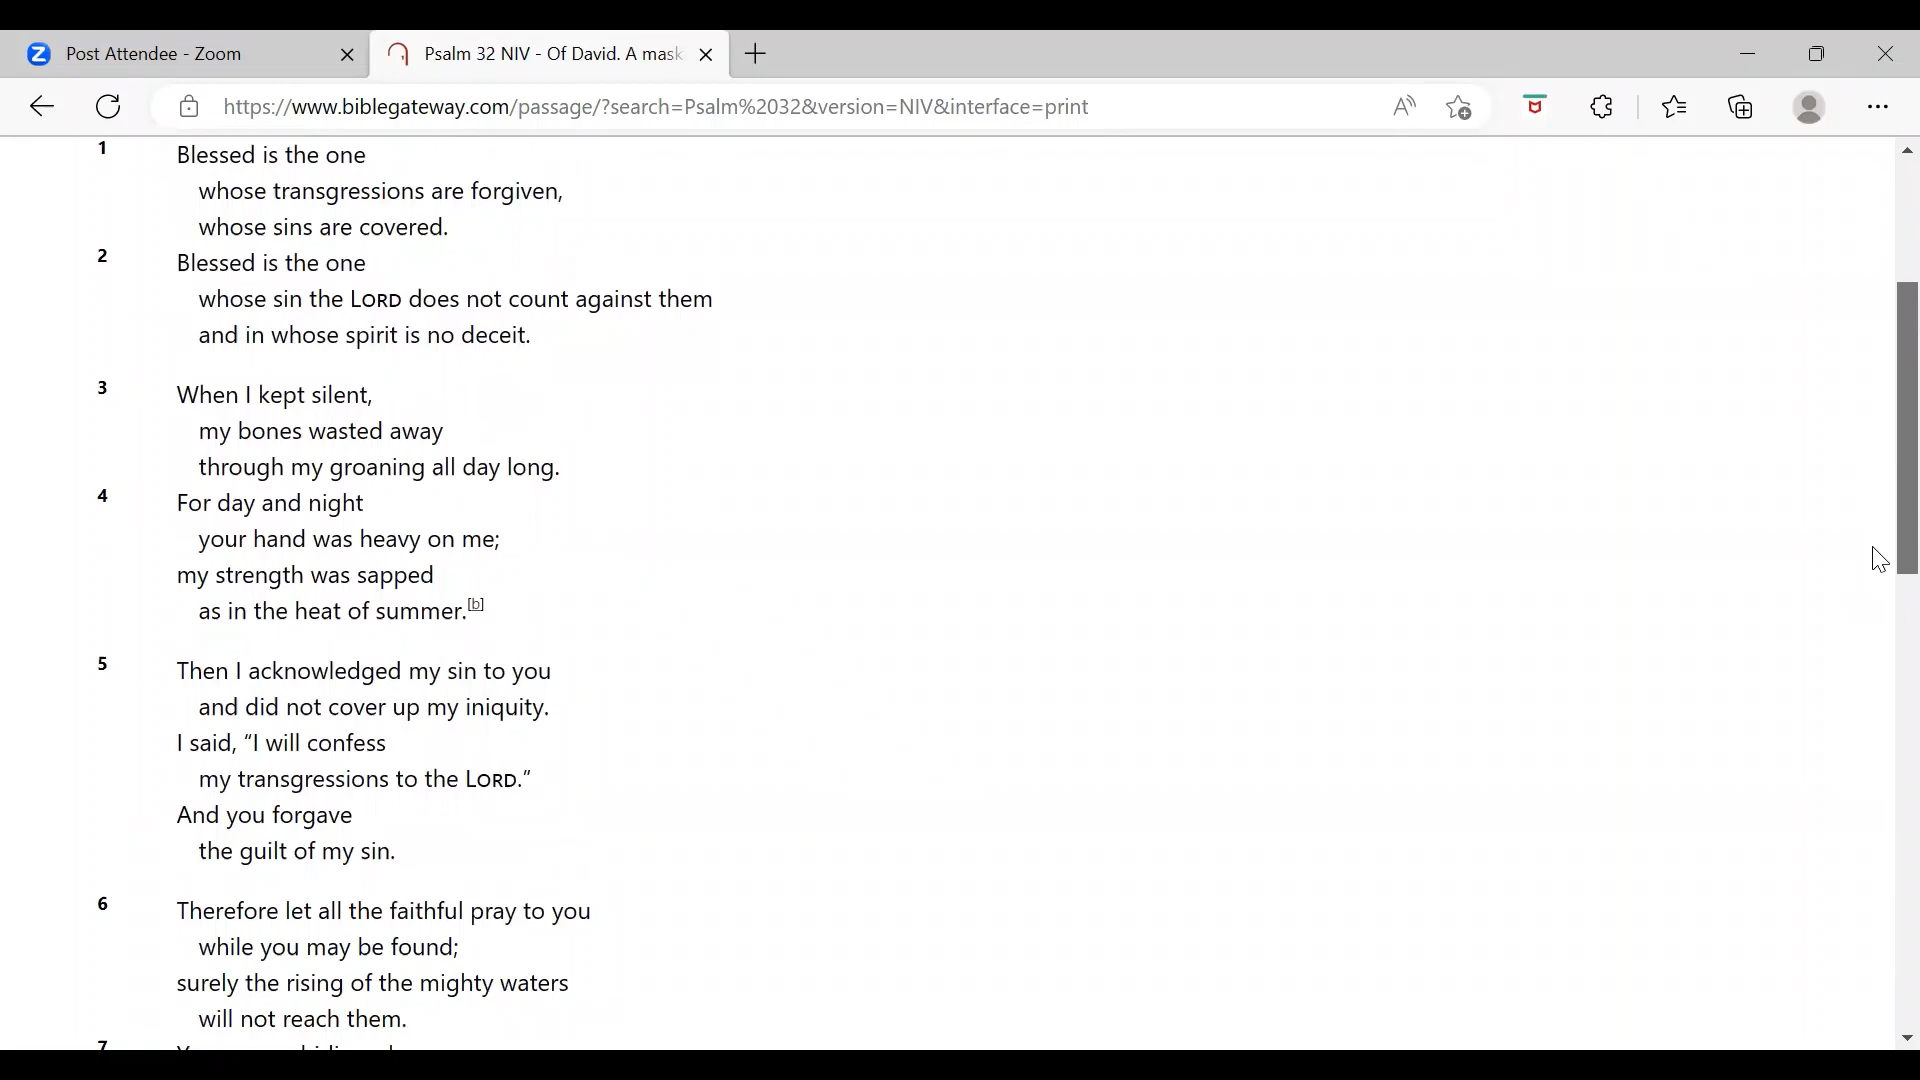 Post Attendee - Zoom
Psalm 32 NIV - Of David. A mask
https://www.biblegateway.com/passage/?search=Psalm%2032&version=NIV&interface=print
1 Blessed is the one
whose transgressions are forgiven,
whose sins are covered.
2 Blessed is the one
whose sin the LORD does not count against them
and in whose spirit is no deceit.
3 When I kept silent,
my bones wasted away
through my groaning all day long.
4 For day and night
your hand was heavy on me;
my strength was sapped
as in the heat of summer.[b]
5 Then I acknowledged my sin to you
and did not cover up my iniquity.
I said, “I will confess
my transgressions to the LORD.”
And you forgave
the guilt of my sin.
6 Therefore let all the faithful pray to you
while you may be found;
surely the rising of the mighty waters
will not reach them.
7